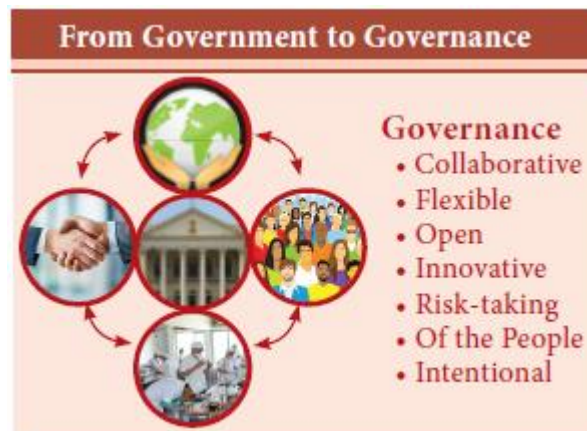 From Government to Governance
Governance
• Collaborative
• Flexible
• Open
• Innovative
• Risk-taking
• Of the People
• Intentional